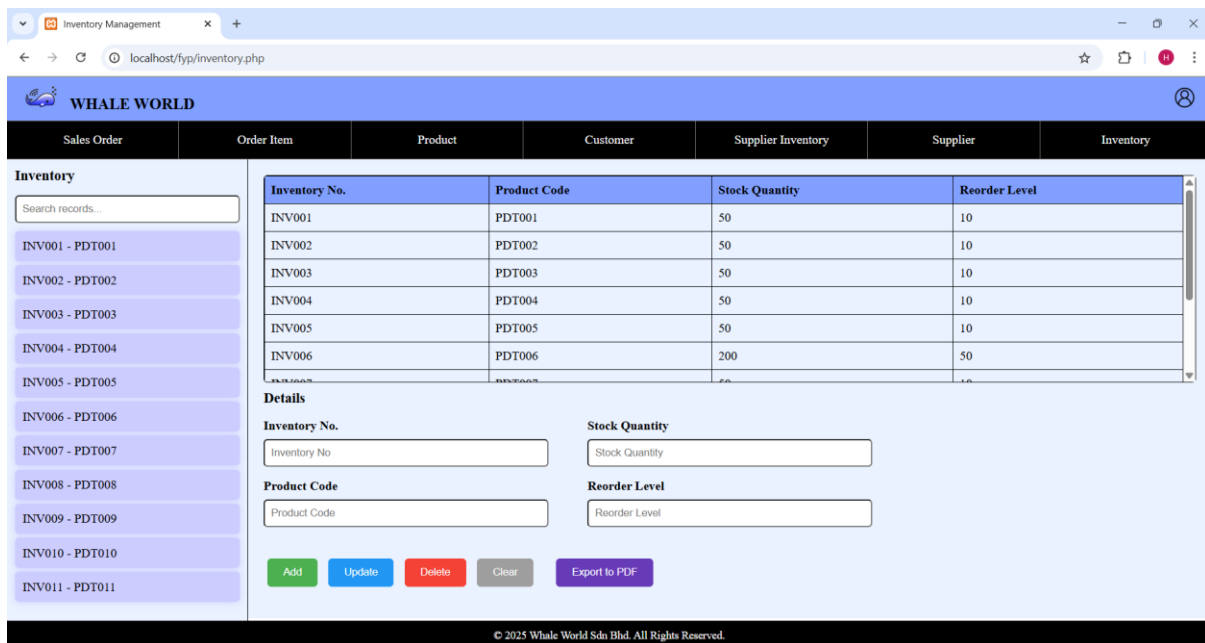 Inventory Management
localhost/fyp/inventory.php
H
WHALE WORLD
Sales Order Order Item Product Customer Supplier Inventory Supplier Inventory
Inventory
Search records...
INV001 - PDT001
INV002 - PDT002
INV003 - PDT003
INV004 - PDT004
INV005 - PDT005
INV006 - PDT006
INV007 - PDT007
INV008 - PDT008
INV009 - PDT009
INV010 - PDT010
INV011 - PDT011
Inventory No. Product Code Stock Quantity Reorder Level
INV001 PDT001 50 10
INV002 PDT002 50 10
INV003 PDT003 50 10
INV004 PDT004 50 10
INV005 PDT005 50 10
INV006 PDT006 200 50
Details
Inventory No. Stock Quantity
Inventory No Stock Quantity
Product Code Reorder Level
Product Code Reorder Level
Add Update Delete Clear Export to PDF
© 2025 Whale World Sdn Bhd. All Rights Reserved.